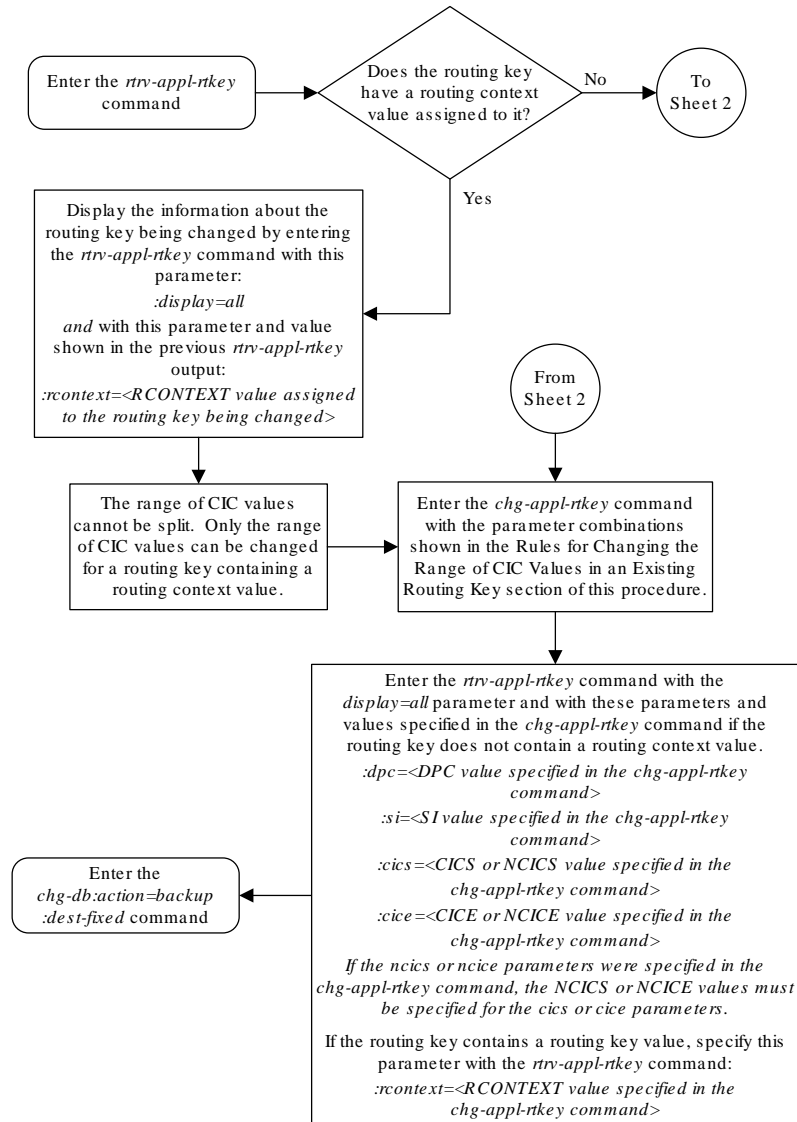 Enter the rtrv-appl-rtkey
command
Does the routing key
have a routing context
value assigned to it?
No
To
Sheet 2
Yes
Display the information about the
routing key being changed by entering
the rtrv-appl-rtkey command with this
parameter:
:display=all
and with this parameter and value
shown in the previous rtrv-appl-rtkey
output:
:rcontext=<RCONTEXT value assigned
to the routing key being changed>
From
Sheet 2
The range of CIC values
cannot be split. Only the range
of CIC values can be changed
for a routing key containing a
routing context value.
Enter the chg-appl-rtkey command
with the parameter combinations
shown in the Rules for Changing the
Range of CIC Values in an Existing
Routing Key section of this procedure.
Enter the rtrv-appl-rtkey command with the
display=all parameter and with these parameters and
values specified in the chg-appl-rtkey command if the
routing key does not contain a routing context value.
:dpc=<DPC value specified in the chg-appl-rtkey
command>
:si=<SI value specified in the chg-appl-rtkey
command>
:cics=<CICS or NCICS value specified in the
chg-appl-rtkey command>
:cice=<CICE or NCICE value specified in the
chg-appl-rtkey command>
If the ncics or ncice parameters were specified in the
chg-appl-rtkey command, the NCICS or NCICE values must
be specified for the cics or cice parameters.
If the routing key contains a routing key value, specify this
parameter with the rtrv-appl-rtkey command:
:rcontext=<RCONTEXT value specified in the
chg-appl-rtkey command>
Enter the
chg-db:action=backup
:dest-fixed command